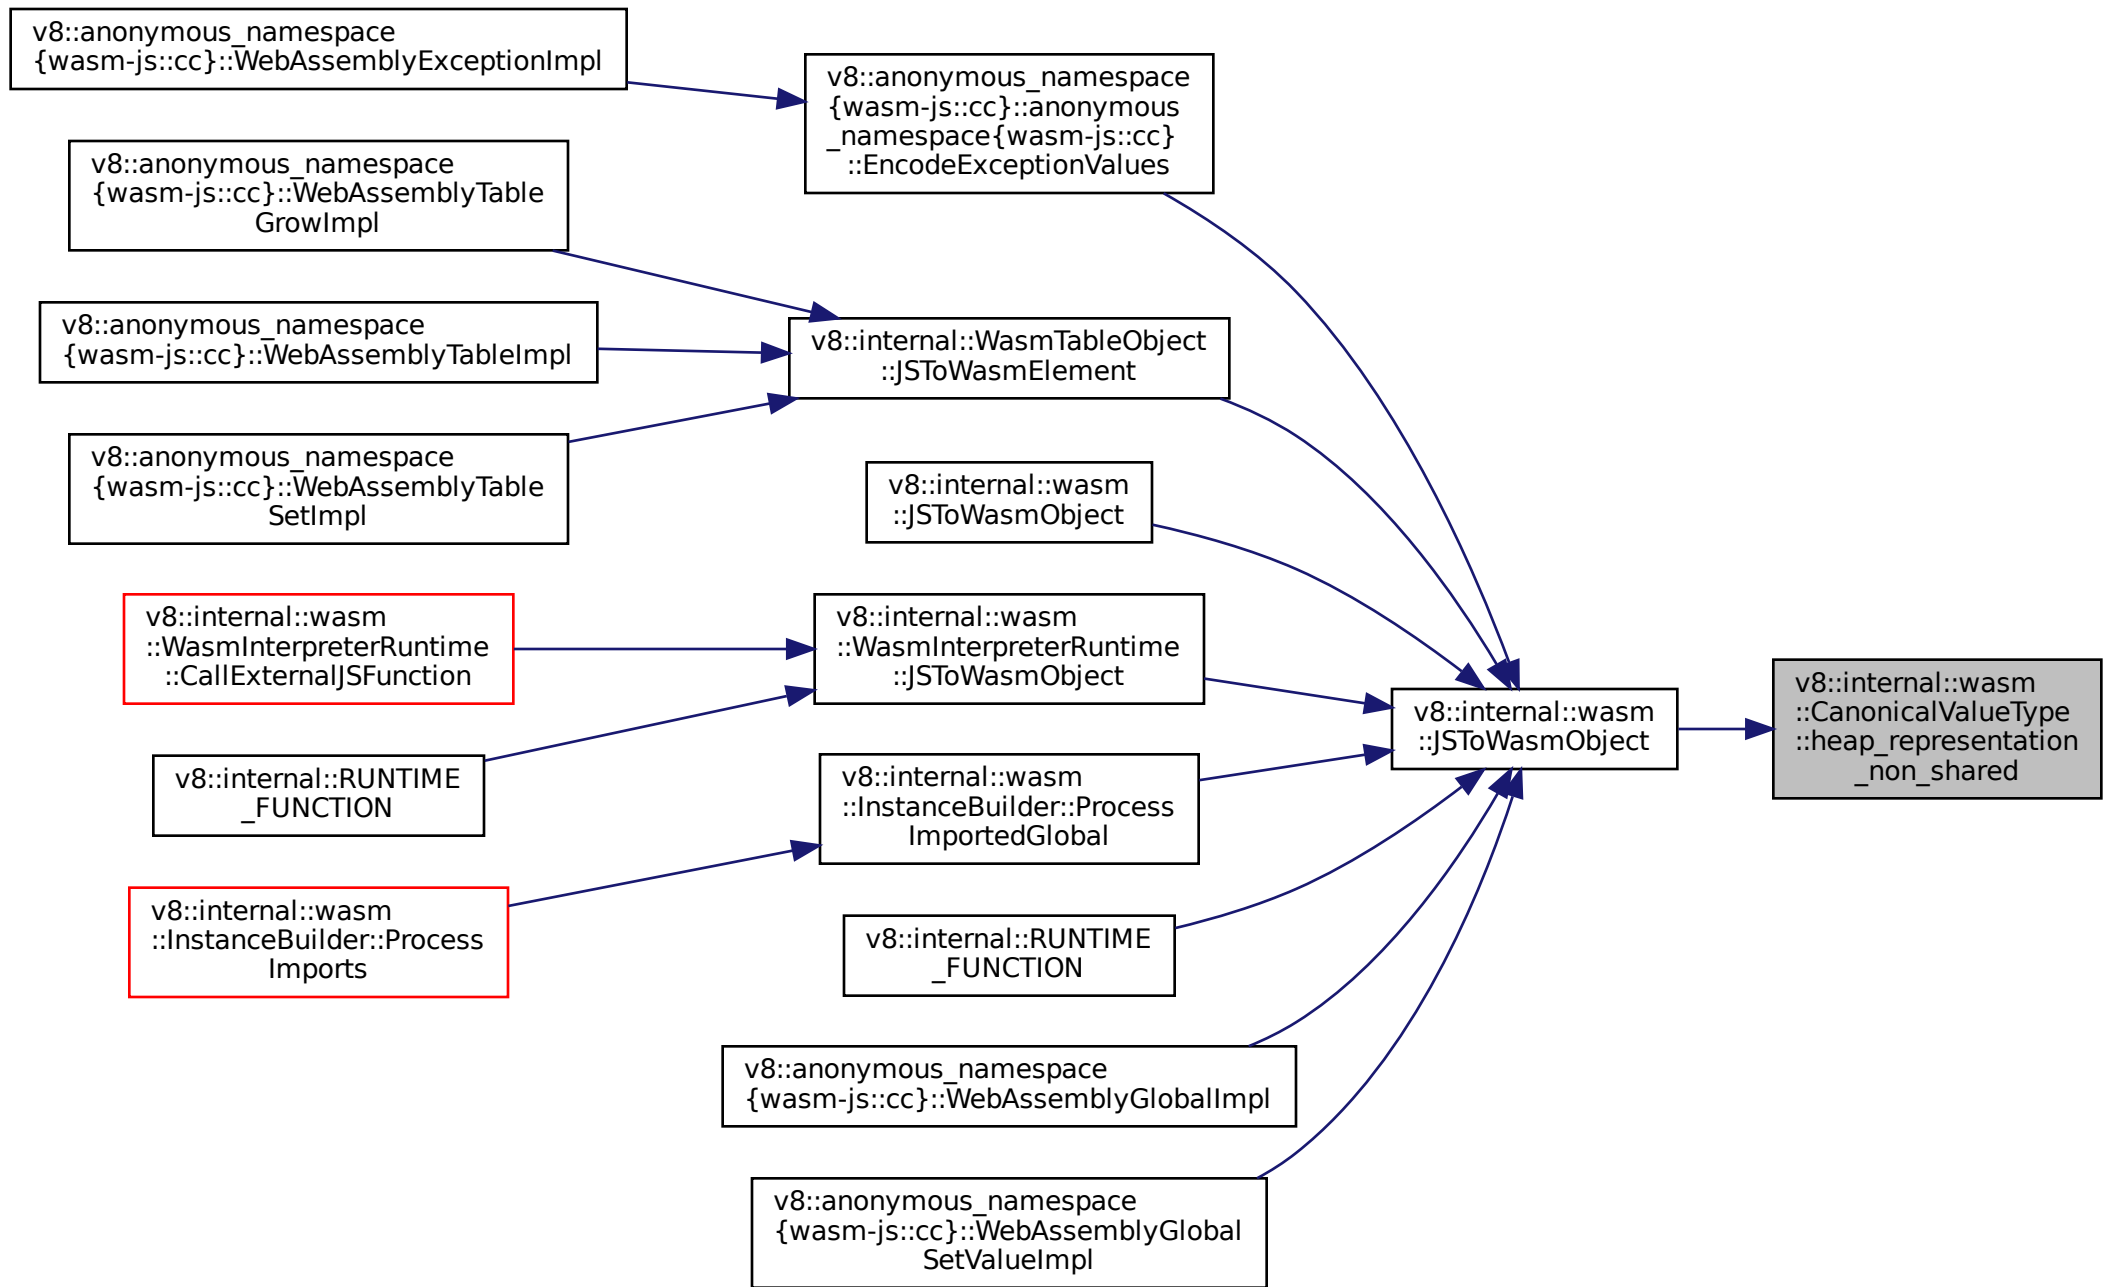 v8::anonymous_namespace
{wasm-js::cc}::WebAssemblyExceptionImpl
v8::anonymous_namespace
{wasm-js::cc}::WebAssemblyTable
GrowImpl
v8::anonymous_namespace
{wasm-js::cc}::WebAssemblyTableImpl
v8::anonymous_namespace
{wasm-js::cc}::WebAssemblyTable
SetImpl
v8::internal::wasm
::WasmInterpreterRuntime
::CallExternalJSFunction
v8::internal::RUNTIME
_FUNCTION
v8::internal::wasm
::InstanceBuilder::Process
Imports
v8::anonymous_namespace
{wasm-js::cc}::anonymous
_namespace{wasm-js::cc}
::EncodeExceptionValues
v8::internal::WasmTableObject
::JSToWasmElement
v8::internal::wasm
::JSToWasmObject
v8::internal::wasm
::WasmInterpreterRuntime
::JSToWasmObject
v8::internal::wasm
::InstanceBuilder::Process
ImportedGlobal
v8::internal::RUNTIME
_FUNCTION
v8::anonymous_namespace
{wasm-js::cc}::WebAssemblyGlobalImpl
v8::anonymous_namespace
{wasm-js::cc}::WebAssemblyGlobal
SetValueImpl
v8::internal::wasm
::JSToWasmObject
v8::internal::wasm
::CanonicalValueType
::heap_representation
_non_shared